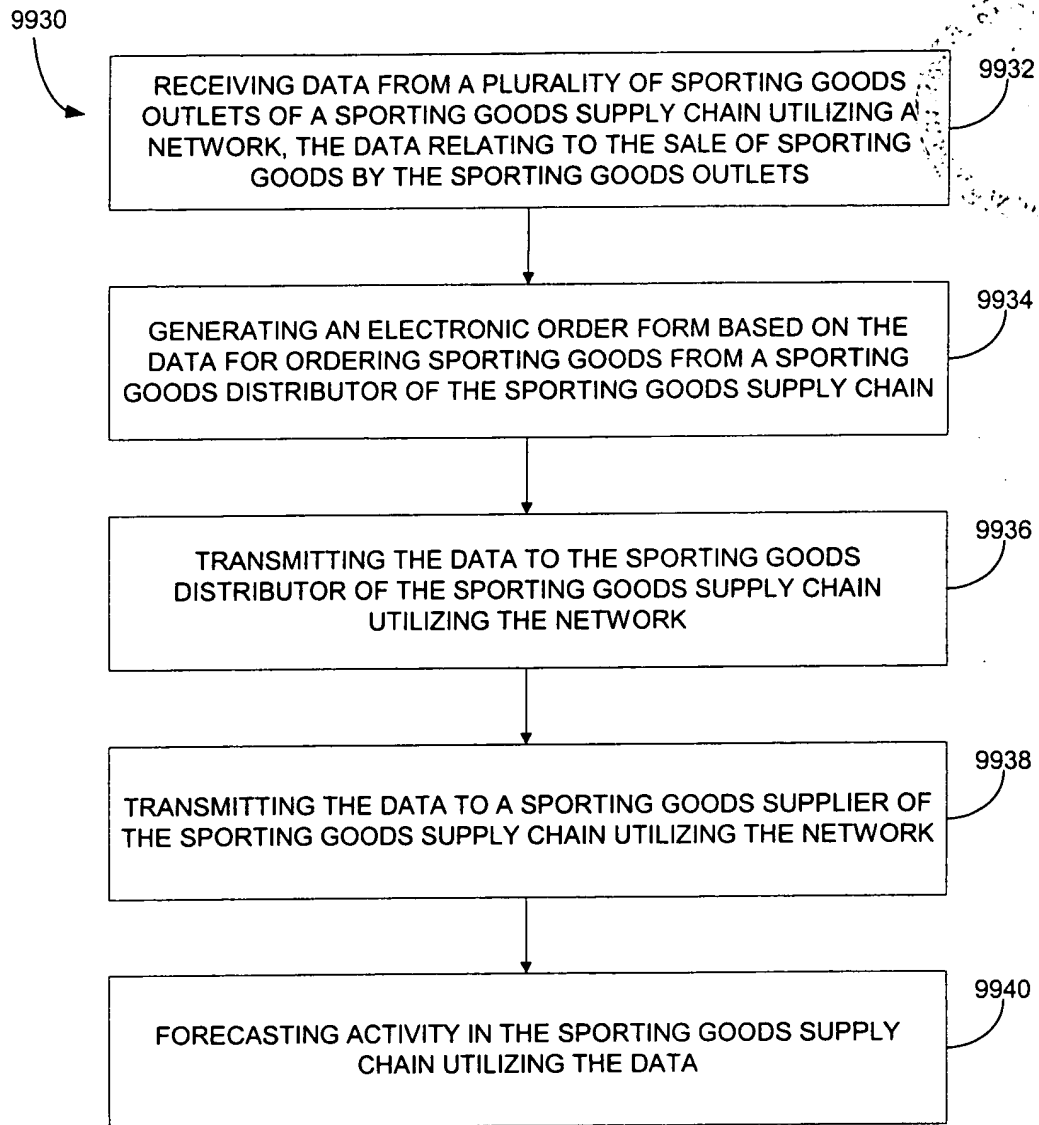 9930
RECEIVING DATA FROM A PLURALITY OF SPORTING GOODS
OUTLETS OF A SPORTING GOODS SUPPLY CHAIN UTILIZING A
NETWORK, THE DATA RELATING TO THE SALE OF SPORTING
GOODS BY THE SPORTING GOODS OUTLETS
9932
GENERATING AN ELECTRONIC ORDER FORM BASED ON THE
DATA FOR ORDERING SPORTING GOODS FROM A SPORTING
GOODS DISTRIBUTOR OF THE SPORTING GOODS SUPPLY CHAIN
9934
TRANSMITTING THE DATA TO THE SPORTING GOODS
DISTRIBUTOR OF THE SPORTING GOODS SUPPLY CHAIN
UTILIZING THE NETWORK
9936
TRANSMITTING THE DATA TO A SPORTING GOODS SUPPLIER OF
THE SPORTING GOODS SUPPLY CHAIN UTILIZING THE NETWORK
9938
FORECASTING ACTIVITY IN THE SPORTING GOODS SUPPLY
CHAIN UTILIZING THE DATA
9940